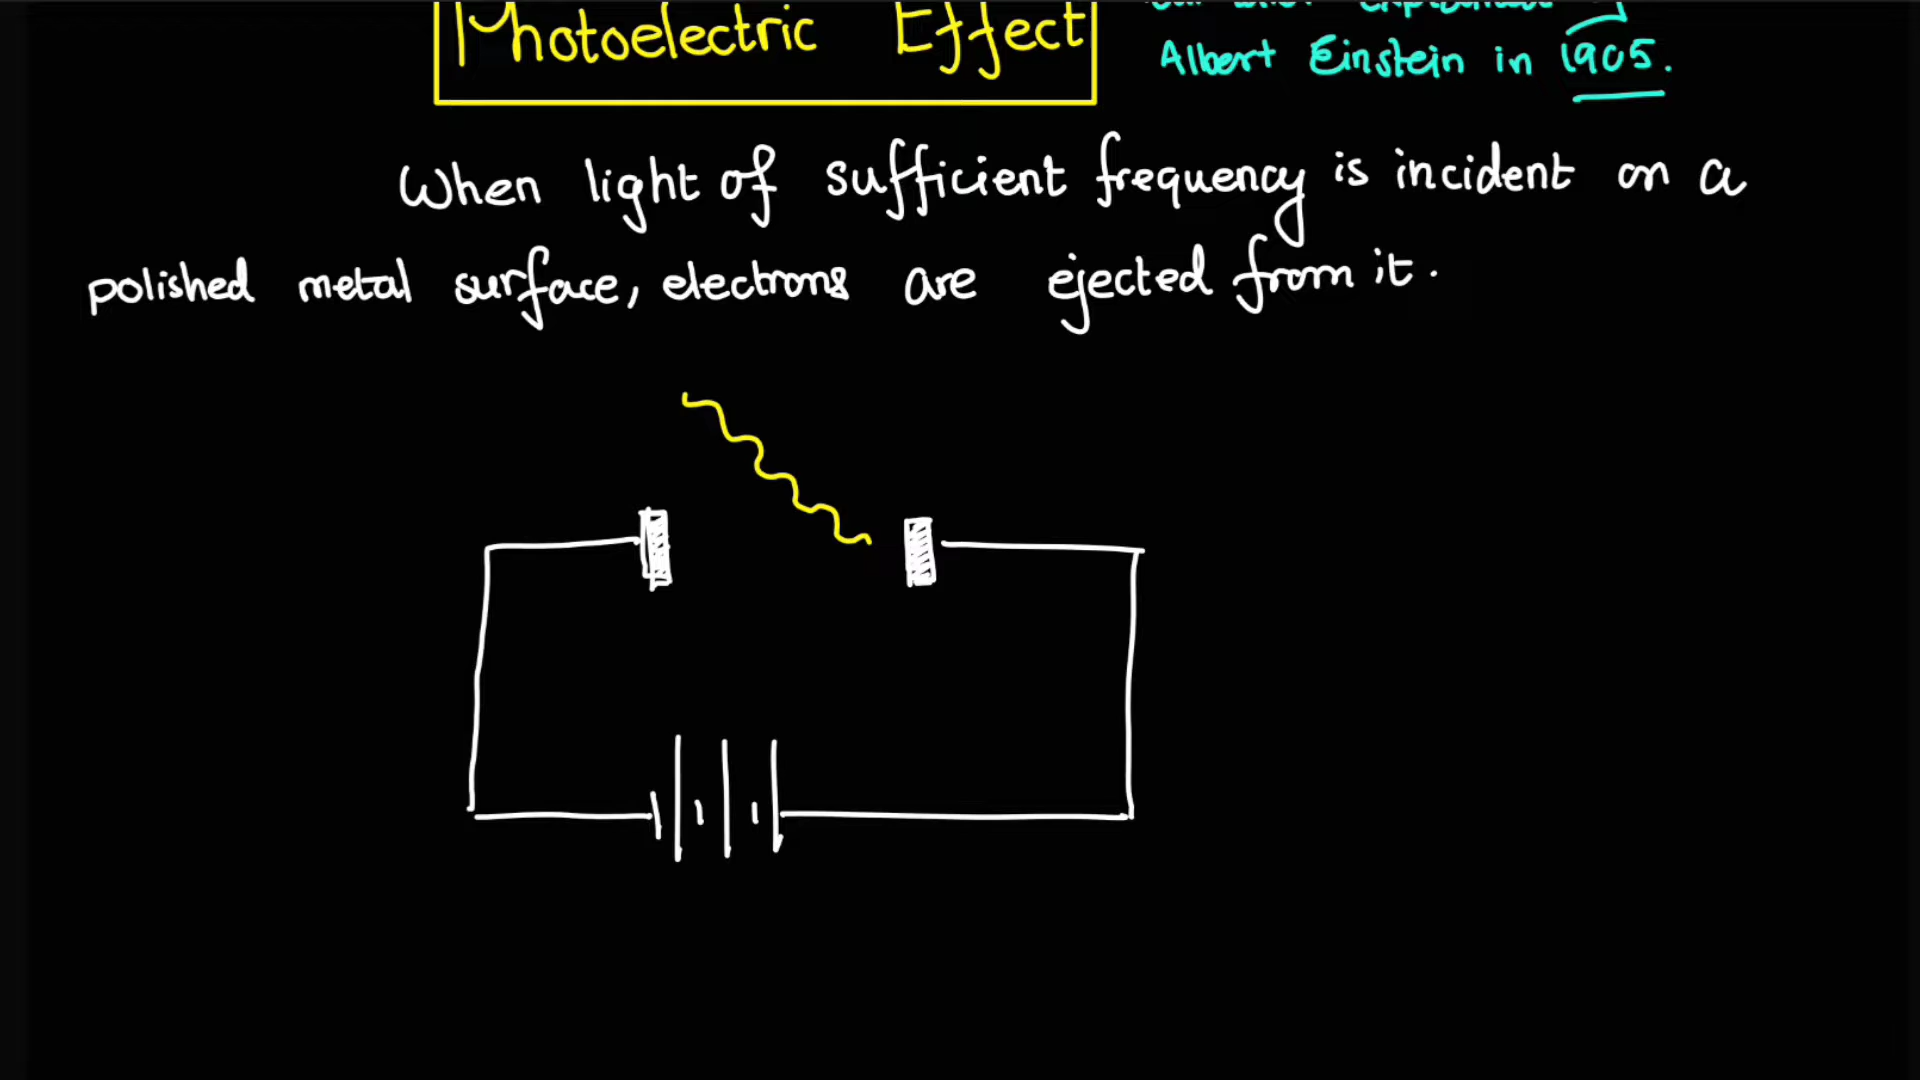 Photoelectric Effect
Albert Einstein in 1905.
When light of sufficient frequency is incident on a
polished metal surface, electrons are ejected from it.